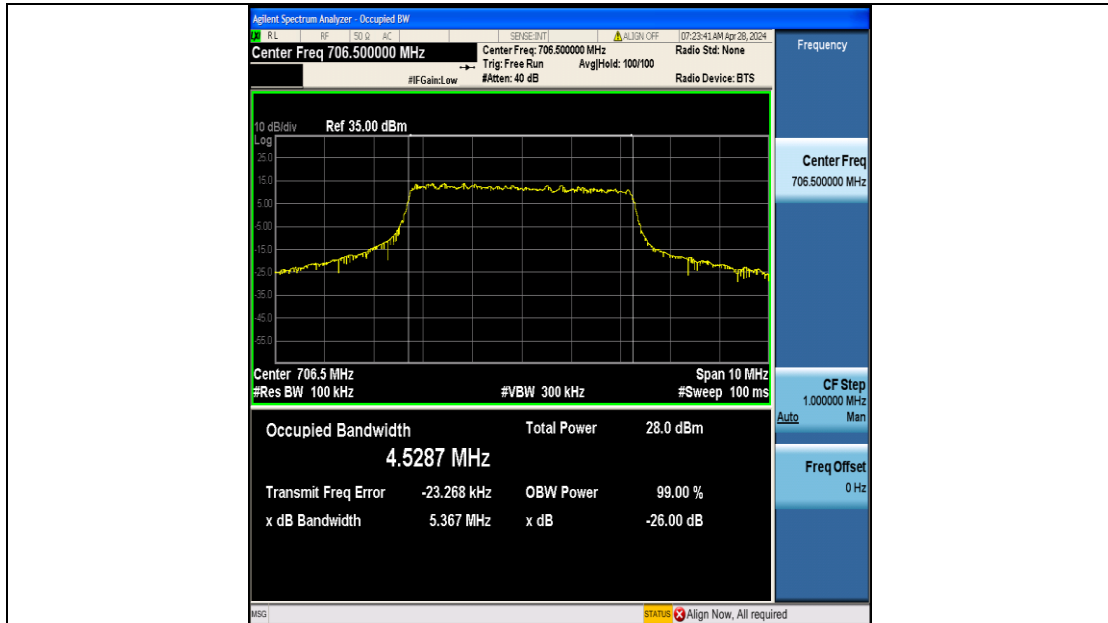 Agilent Spectrum Analyzer - Occupied BW
RL RF 50 Ω AC SENSE:INT ALIGN OFF 07:23:41 AM Apr 28, 2024
Center Freq 706.500000 MHz
Center Freq: 706.500000 MHz Radio Std: None
Trig: Free Run Avg|Hold: 100/100
#IFGain:Low #Atten: 40 dB Radio Device: BTS
10 dB/div Ref 35.00 dBm
Log
25.0
15.0
5.00
-5.00
-15.0
-25.0
-35.0
-45.0
-55.0
Center 706.5 MHz Span 10 MHz
#Res BW 100 kHz #VBW 300 kHz #Sweep 100 ms
Occupied Bandwidth Total Power 28.0 dBm
4.5287 MHz
Transmit Freq Error -23.268 kHz OBW Power 99.00 %
x dB Bandwidth 5.367 MHz x dB -26.00 dB
Frequency
Center Freq
706.500000 MHz
CF Step
1.000000 MHz
Auto Man
Freq Offset
0 Hz
MSG STATUS Align Now, All required